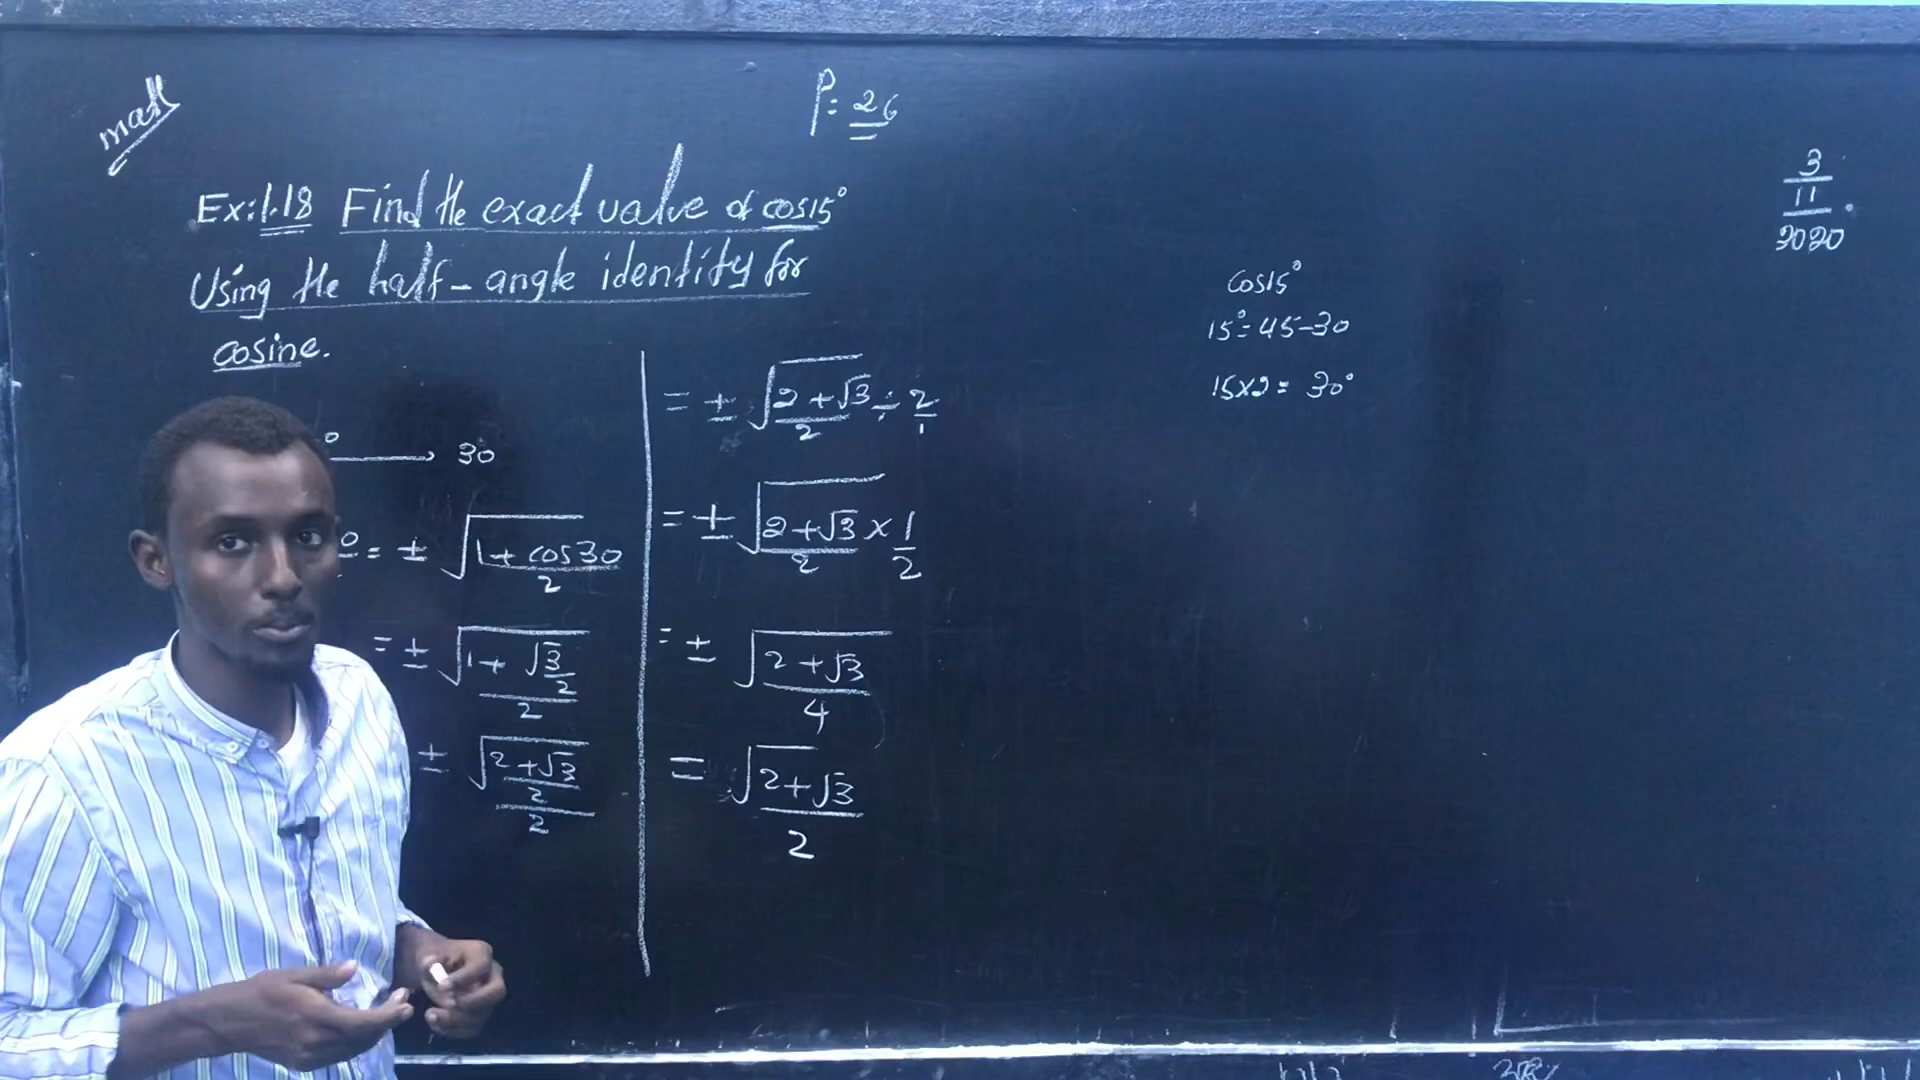 math
P: 26
3
11
2020
Ex:1.18 Find the exact value of cos15°
Using the half-angle identity for
cosine.
° → 30
° = ± √(1 + cos30 / 2)
= ± √((1 + √3/2) / 2)
± √(((2 + √3) / 2) / 2)
= ± √((2 + √3) / 2 ÷ 2/1)
= ± √((2 + √3) / 2 × 1/2)
= ± √((2 + √3) / 4)
= √(2 + √3) / 2
cos15°
15° = 45 - 30
15×2 = 30°